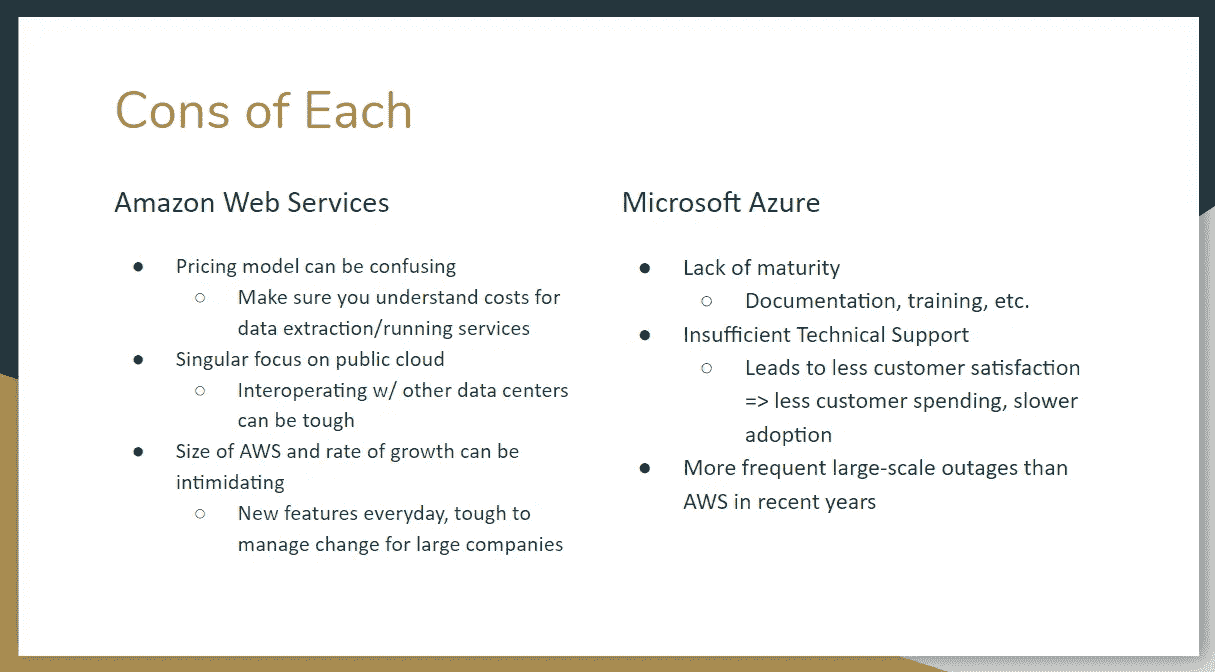 Cons of Each
Amazon Web Services
● Pricing model can be confusing
○ Make sure you understand costs for
data extraction/running services
● Singular focus on public cloud
○ Interoperating w/ other data centers
can be tough
● Size of AWS and rate of growth can be
intimidating
○ New features everyday, tough to
manage change for large companies
Microsoft Azure
● Lack of maturity
○ Documentation, training, etc.
● Insufficient Technical Support
○ Leads to less customer satisfaction
=> less customer spending, slower
adoption
● More frequent large-scale outages than
AWS in recent years